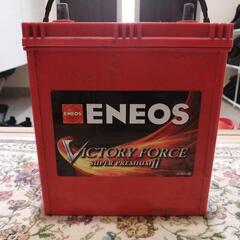 ENEOS
ENEOS
VICTORY FORCE
SUPER PREMIUM II